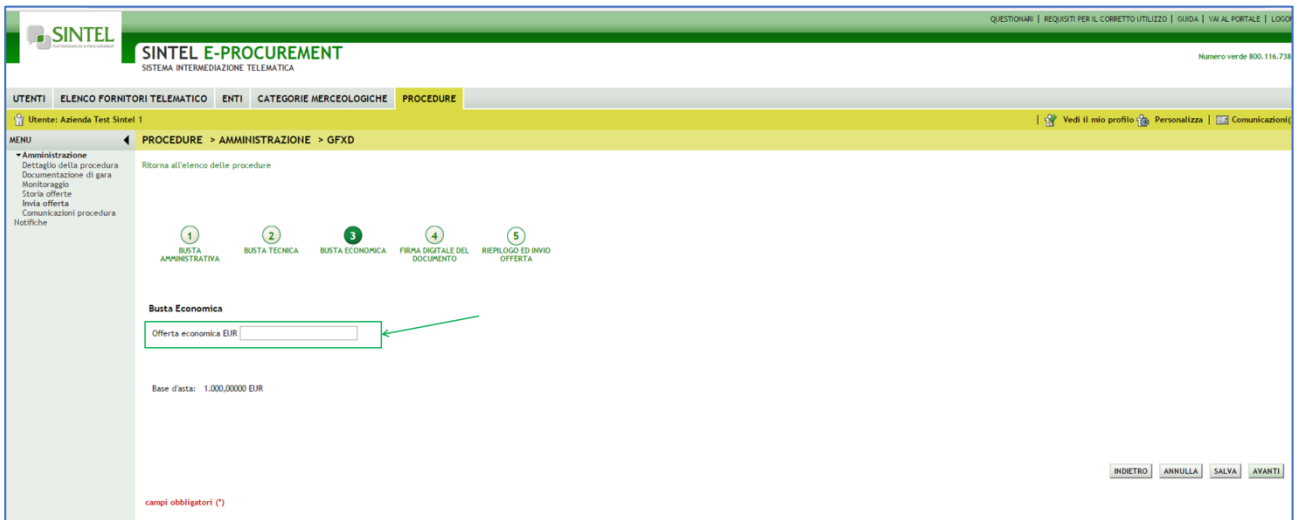 QUESTIONARI | REQUISITI PER IL CORRETTO UTILIZZO | GUIDA | VAI AL PORTALE |
SINTEL
SINTEL E-PROCUREMENT
SISTEMA INTERMEDIAZIONE TELEMATICA
Numero verde 800.116.738
UTENTI ELENCO FORNITORI TELEMATICO ENTI CATEGORIE MERCEOLOGICHE PROCEDURE
Utente: Azienda Test Sintel 1 | Vedi il mio profilo Personalizza | Comunicazioni(
MENU PROCEDURE > AMMINISTRAZIONE > GFXD
Amministrazione
Dettaglio della procedura
Documentazione di gara
Monitoraggio
Storia offerte
Invia offerta
Comunicazioni procedura
Notifiche
Ritorna all'elenco delle procedure
1 2 3 4 5
BUSTA AMMINISTRATIVA
BUSTA TECNICA
BUSTA ECONOMICA
FIRMA DIGITALE DEL DOCUMENTO
RIEPILOGO ED INVIO OFFERTA
Busta Economica
Offerta economica EUR
Base d'asta: 1.000,00000 EUR
INDIETRO ANNULLA SALVA AVANTI
campi obbligatori (*)